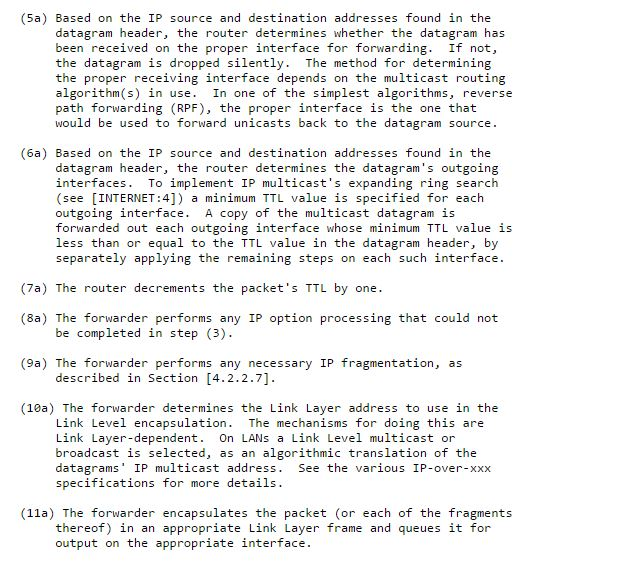 (5a) Based on the IP source and destination addresses found in the
datagram header, the router determines whether the datagram has
been received on the proper interface for forwarding.  If not,
the datagram is dropped silently.  The method for determining
the proper receiving interface depends on the multicast routing
algorithm(s) in use.  In one of the simplest algorithms, reverse
path forwarding (RPF), the proper interface is the one that
would be used to forward unicasts back to the datagram source.
(6a) Based on the IP source and destination addresses found in the
datagram header, the router determines the datagram's outgoing
interfaces.  To implement IP multicast's expanding ring search
(see [INTERNET:4]) a minimum TTL value is specified for each
outgoing interface.  A copy of the multicast datagram is
forwarded out each outgoing interface whose minimum TTL value is
less than or equal to the TTL value in the datagram header, by
separately applying the remaining steps on each such interface.
(7a) The router decrements the packet's TTL by one.
(8a) The forwarder performs any IP option processing that could not
be completed in step (3).
(9a) The forwarder performs any necessary IP fragmentation, as
described in Section [4.2.2.7].
(10a) The forwarder determines the Link Layer address to use in the
Link Level encapsulation.  The mechanisms for doing this are
Link Layer-dependent.  On LANs a Link Level multicast or
broadcast is selected, as an algorithmic translation of the
datagrams' IP multicast address.  See the various IP-over-xxx
specifications for more details.
(11a) The forwarder encapsulates the packet (or each of the fragments
thereof) in an appropriate Link Layer frame and queues it for
output on the appropriate interface.